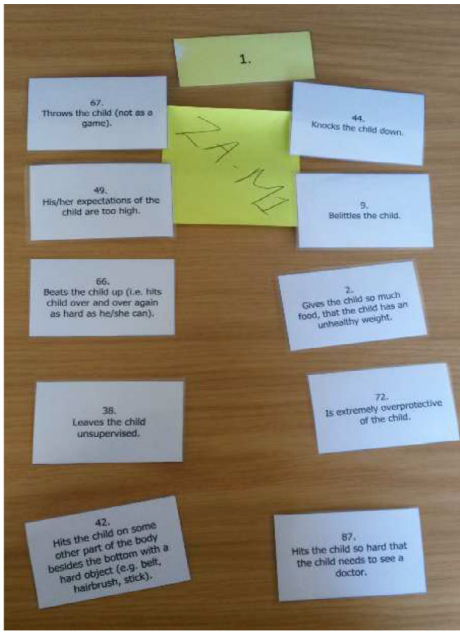 1.
67.
Throws the child (not as a
game).
44.
Knocks the child down.
ZA-MI
49.
His/her expectations of the
child are too high.
9.
Belittles the child.
66.
Beats the child up (i.e. hits
child over and over again
as hard as he/she can).
2.
Gives the child so much
food, that the child has an
unhealthy weight.
38.
Leaves the child
unsupervised.
72.
Is extremely overprotective
of the child.
42.
Hits the child on some
other part of the body
besides the bottom with a
hard object (e.g. belt,
hairbrush, stick).
87.
Hits the child so hard that
the child needs to see a
doctor.